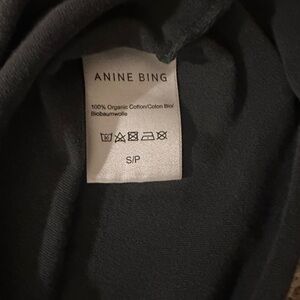 ANINE BING
100% Organic Cotton/Coton Bio/
Biobaumwolle
S/P